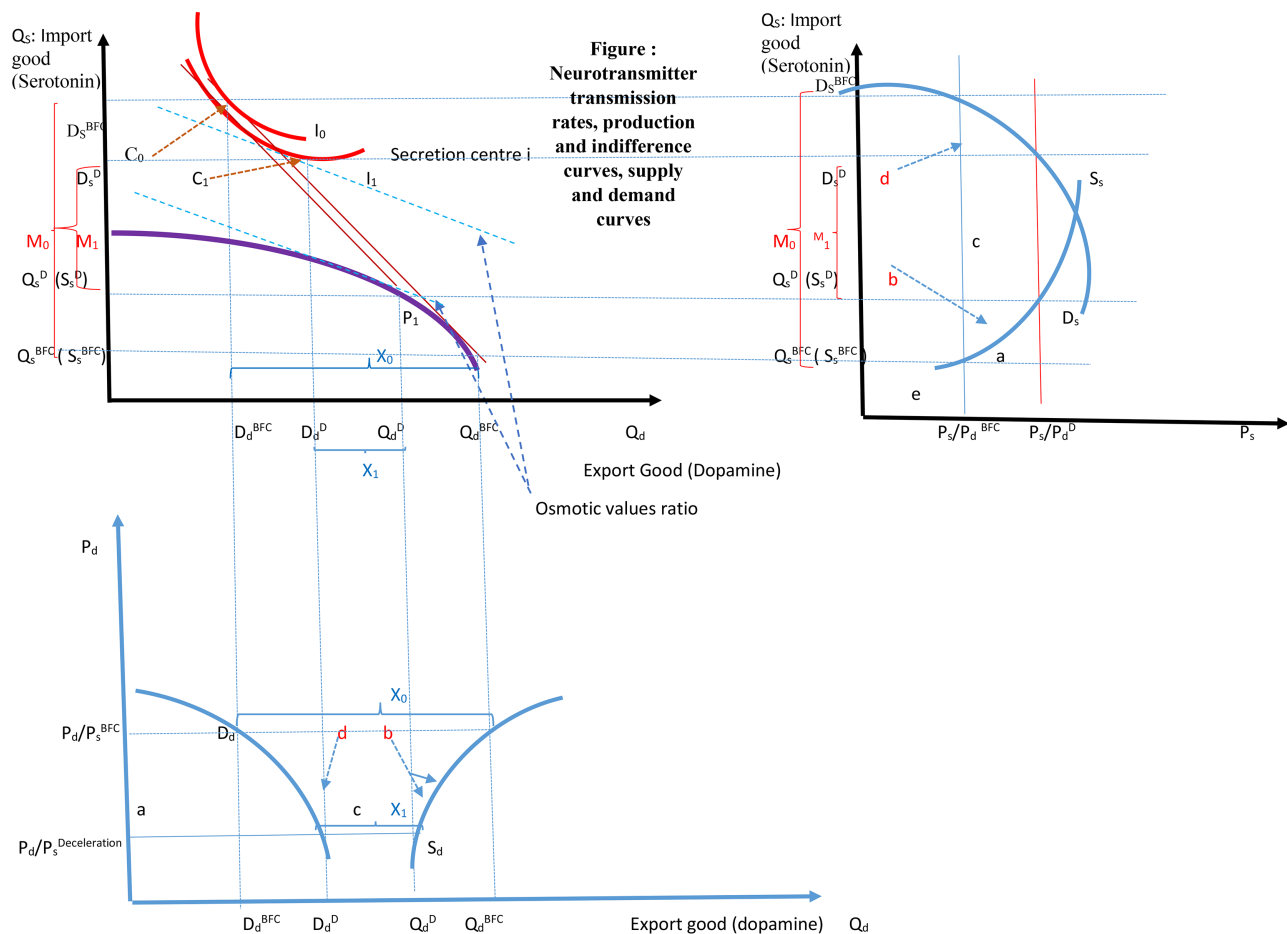 Qs: Import
good
(Serotonin)
Figure :
Neurotransmitter
transmission
rates, production
and indifference
curves, supply
and demand
curves
DS^BFC
C0
I0
Secretion centre i
Ds^D
C1
I1
M0
M1
Qs^D (Ss^D)
P1
Qs^BFC ( Ss^BFC)
X0
Dd^BFC
Dd^D
Qd^D
Qd^BFC
Qd
X1
Export Good (Dopamine)
Osmotic values ratio
Qs: Import
good
(Serotonin)
Ds^BFC
Ds^D
d
Ss
c
M0
M1
Qs^D (Ss^D)
b
Ds
Qs^BFC ( Ss^BFC)
a
e
Ps/Pd ^BFC
Ps/Pd^D
Ps
Pd
X0
Pd/Ps^BFC
Dd
d
b
a
c
X1
Pd/Ps^Deceleration
Sd
Dd^BFC
Dd^D
Qd^D
Qd^BFC
Export good (dopamine)
Qd